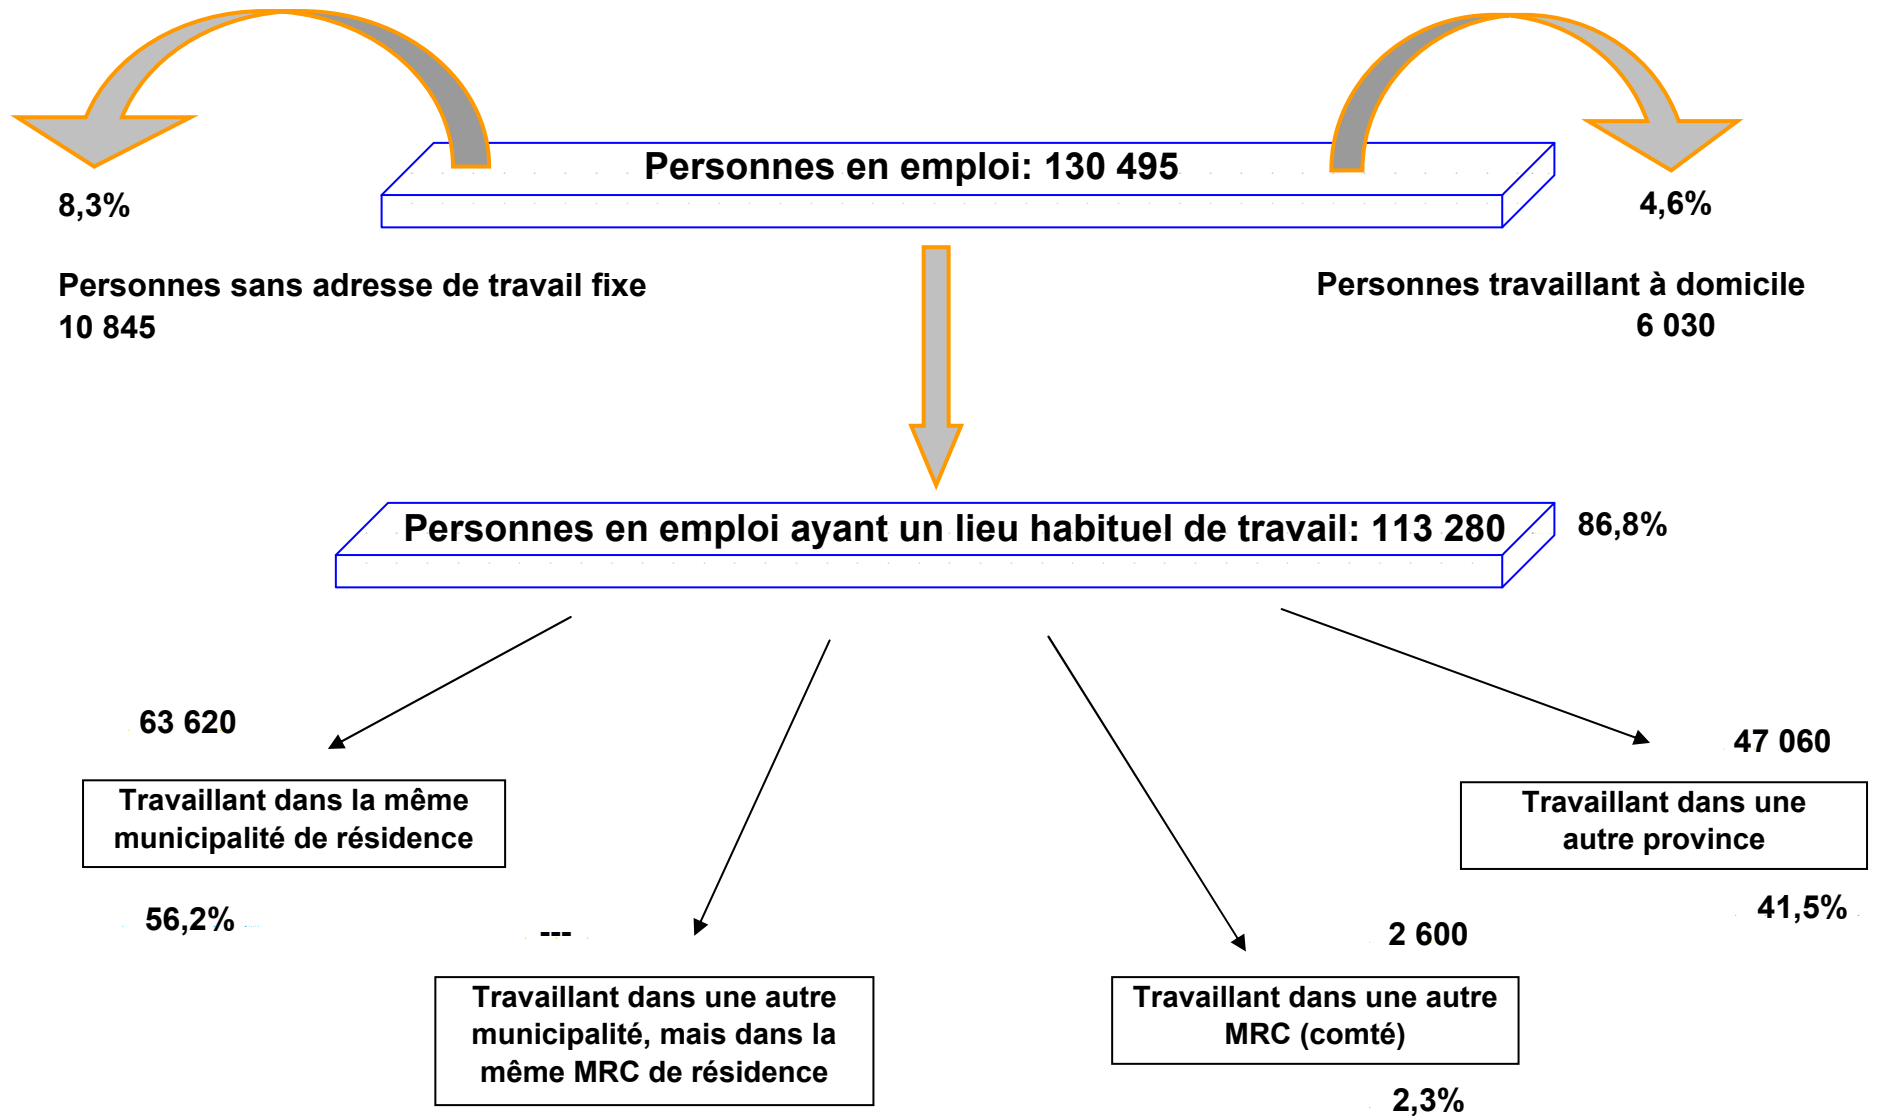 Personnes en emploi: 130 495
8,3%
4,6%
Personnes sans adresse de travail fixe
10 845
Personnes travaillant à domicile
6 030
Personnes en emploi ayant un lieu habituel de travail: 113 280
86,8%
63 620
Travaillant dans la même
municipalité de résidence
56,2%
---
Travaillant dans une autre
municipalité, mais dans la
même MRC de résidence
2 600
Travaillant dans une autre
MRC (comté)
2,3%
47 060
Travaillant dans une
autre province
41,5%